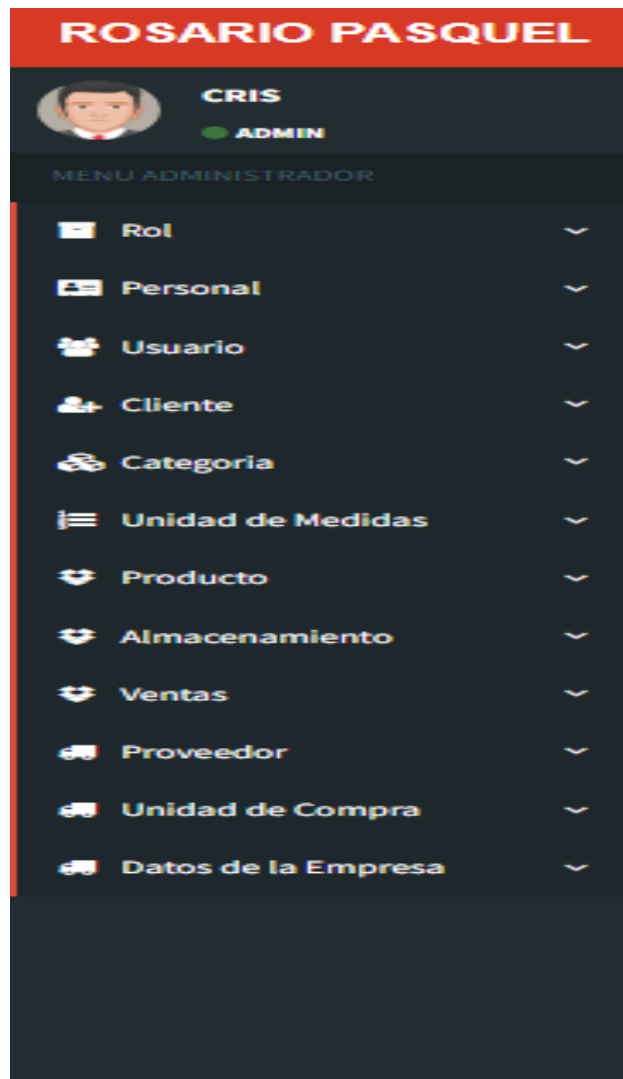 ROSARIO PASQUEL
CRIS
ADMIN
MENU ADMINISTRADOR
Rol
Personal
Usuario
Cliente
Categoria
Unidad de Medidas
Producto
Almacenamiento
Ventas
Proveedor
Unidad de Compra
Datos de la Empresa